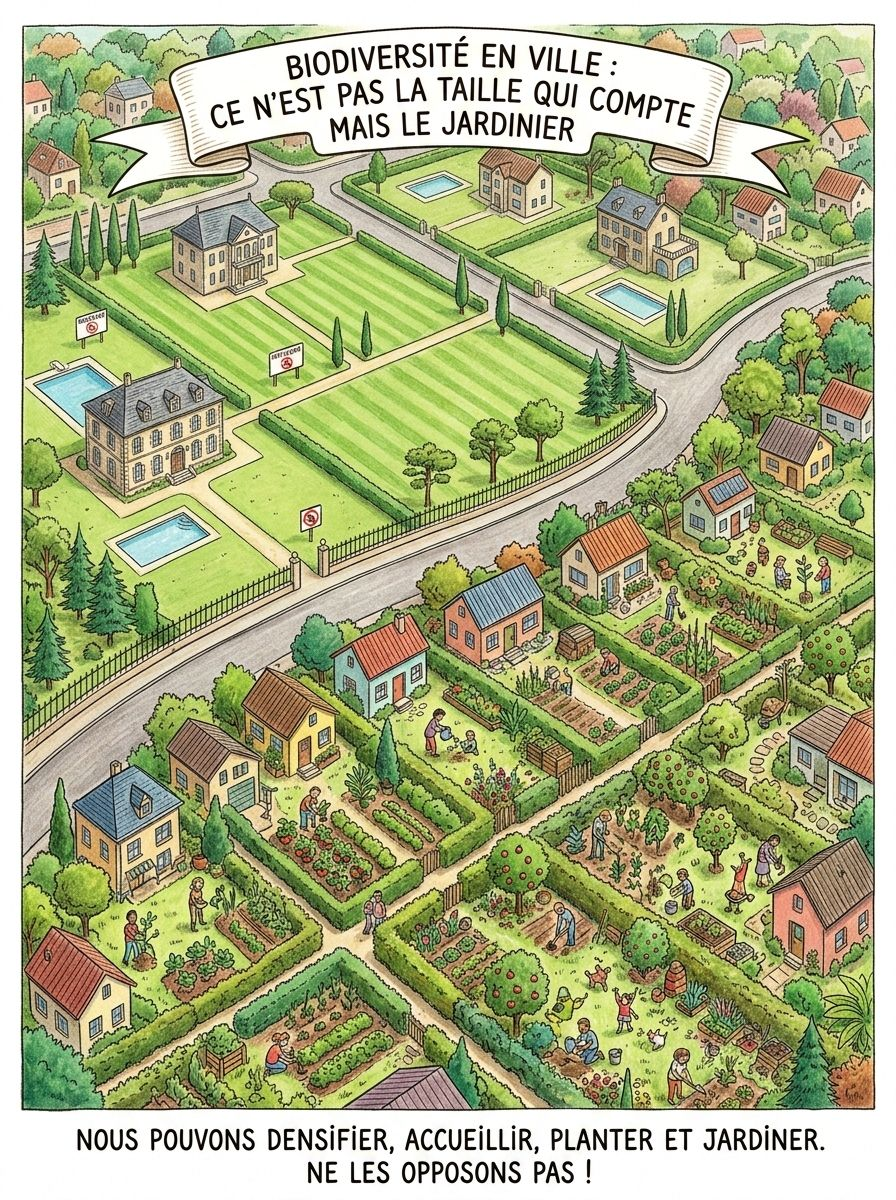 BIODIVERSITÉ EN VILLE :
CE N'EST PAS LA TAILLE QUI COMPTE
MAIS LE JARDINIER
NOUS POUVONS DENSIFIER, ACCUEILLIR, PLANTER ET JARDINER.
NE LES OPPOSONS PAS !